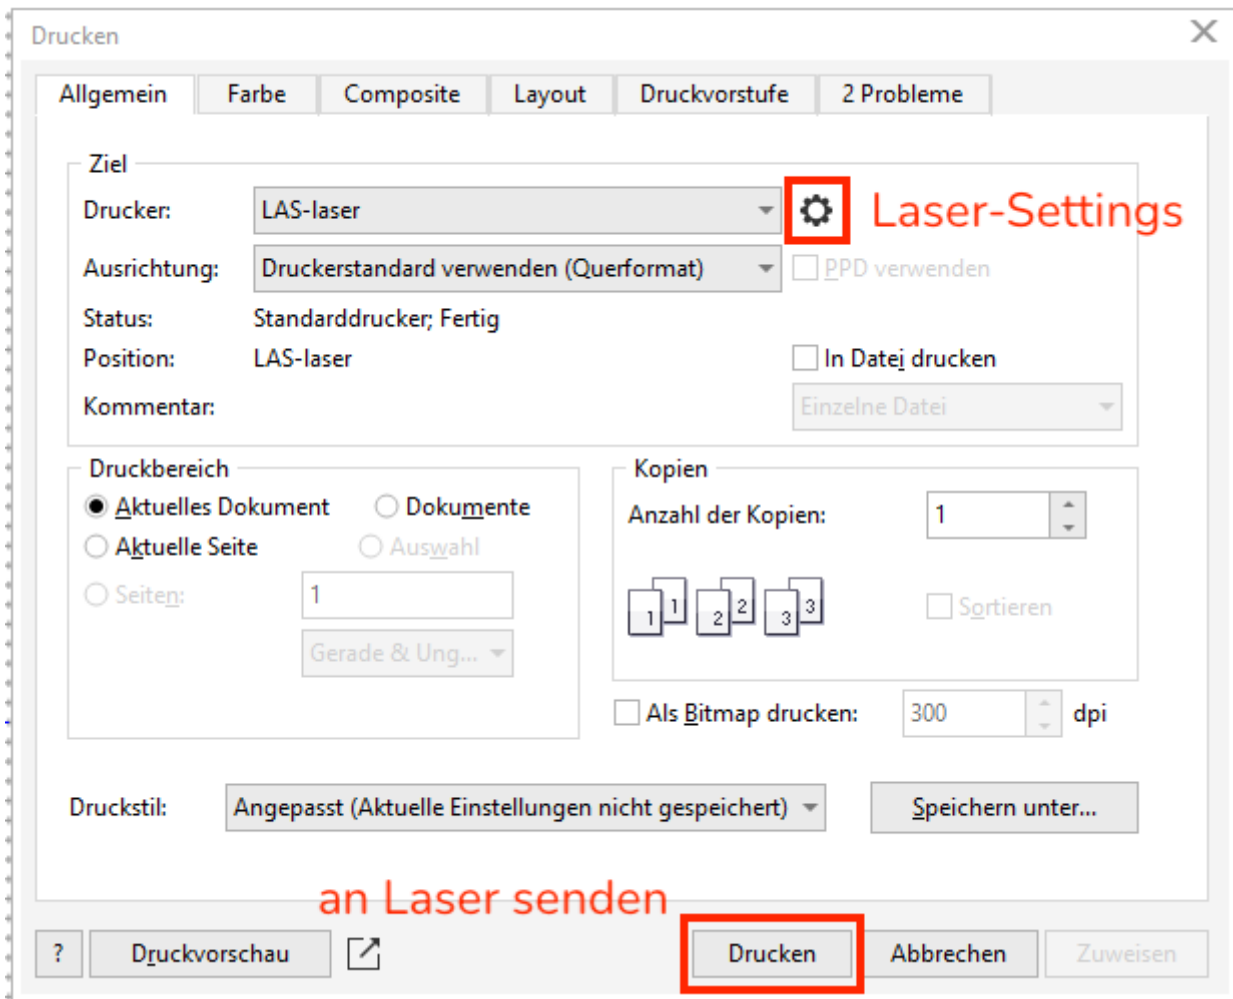 Drucken
Allgemein Farbe Composite Layout Druckvorstufe 2 Probleme
Ziel
Drucker: LAS-laser Laser-Settings
Ausrichtung: Druckerstandard verwenden (Querformat) PPD verwenden
Status: Standarddrucker; Fertig
Position: LAS-laser In Datei drucken
Kommentar: Einzelne Datei
Druckbereich
Aktuelles Dokument Dokumente
Aktuelle Seite Auswahl
Seiten: 1
Gerade & Ung...
Kopien
Anzahl der Kopien: 1
1 1 2 2 3 3 Sortieren
Als Bitmap drucken: 300 dpi
Druckstil: Angepasst (Aktuelle Einstellungen nicht gespeichert) Speichern unter...
an Laser senden
? Druckvorschau Drucken Abbrechen Zuweisen